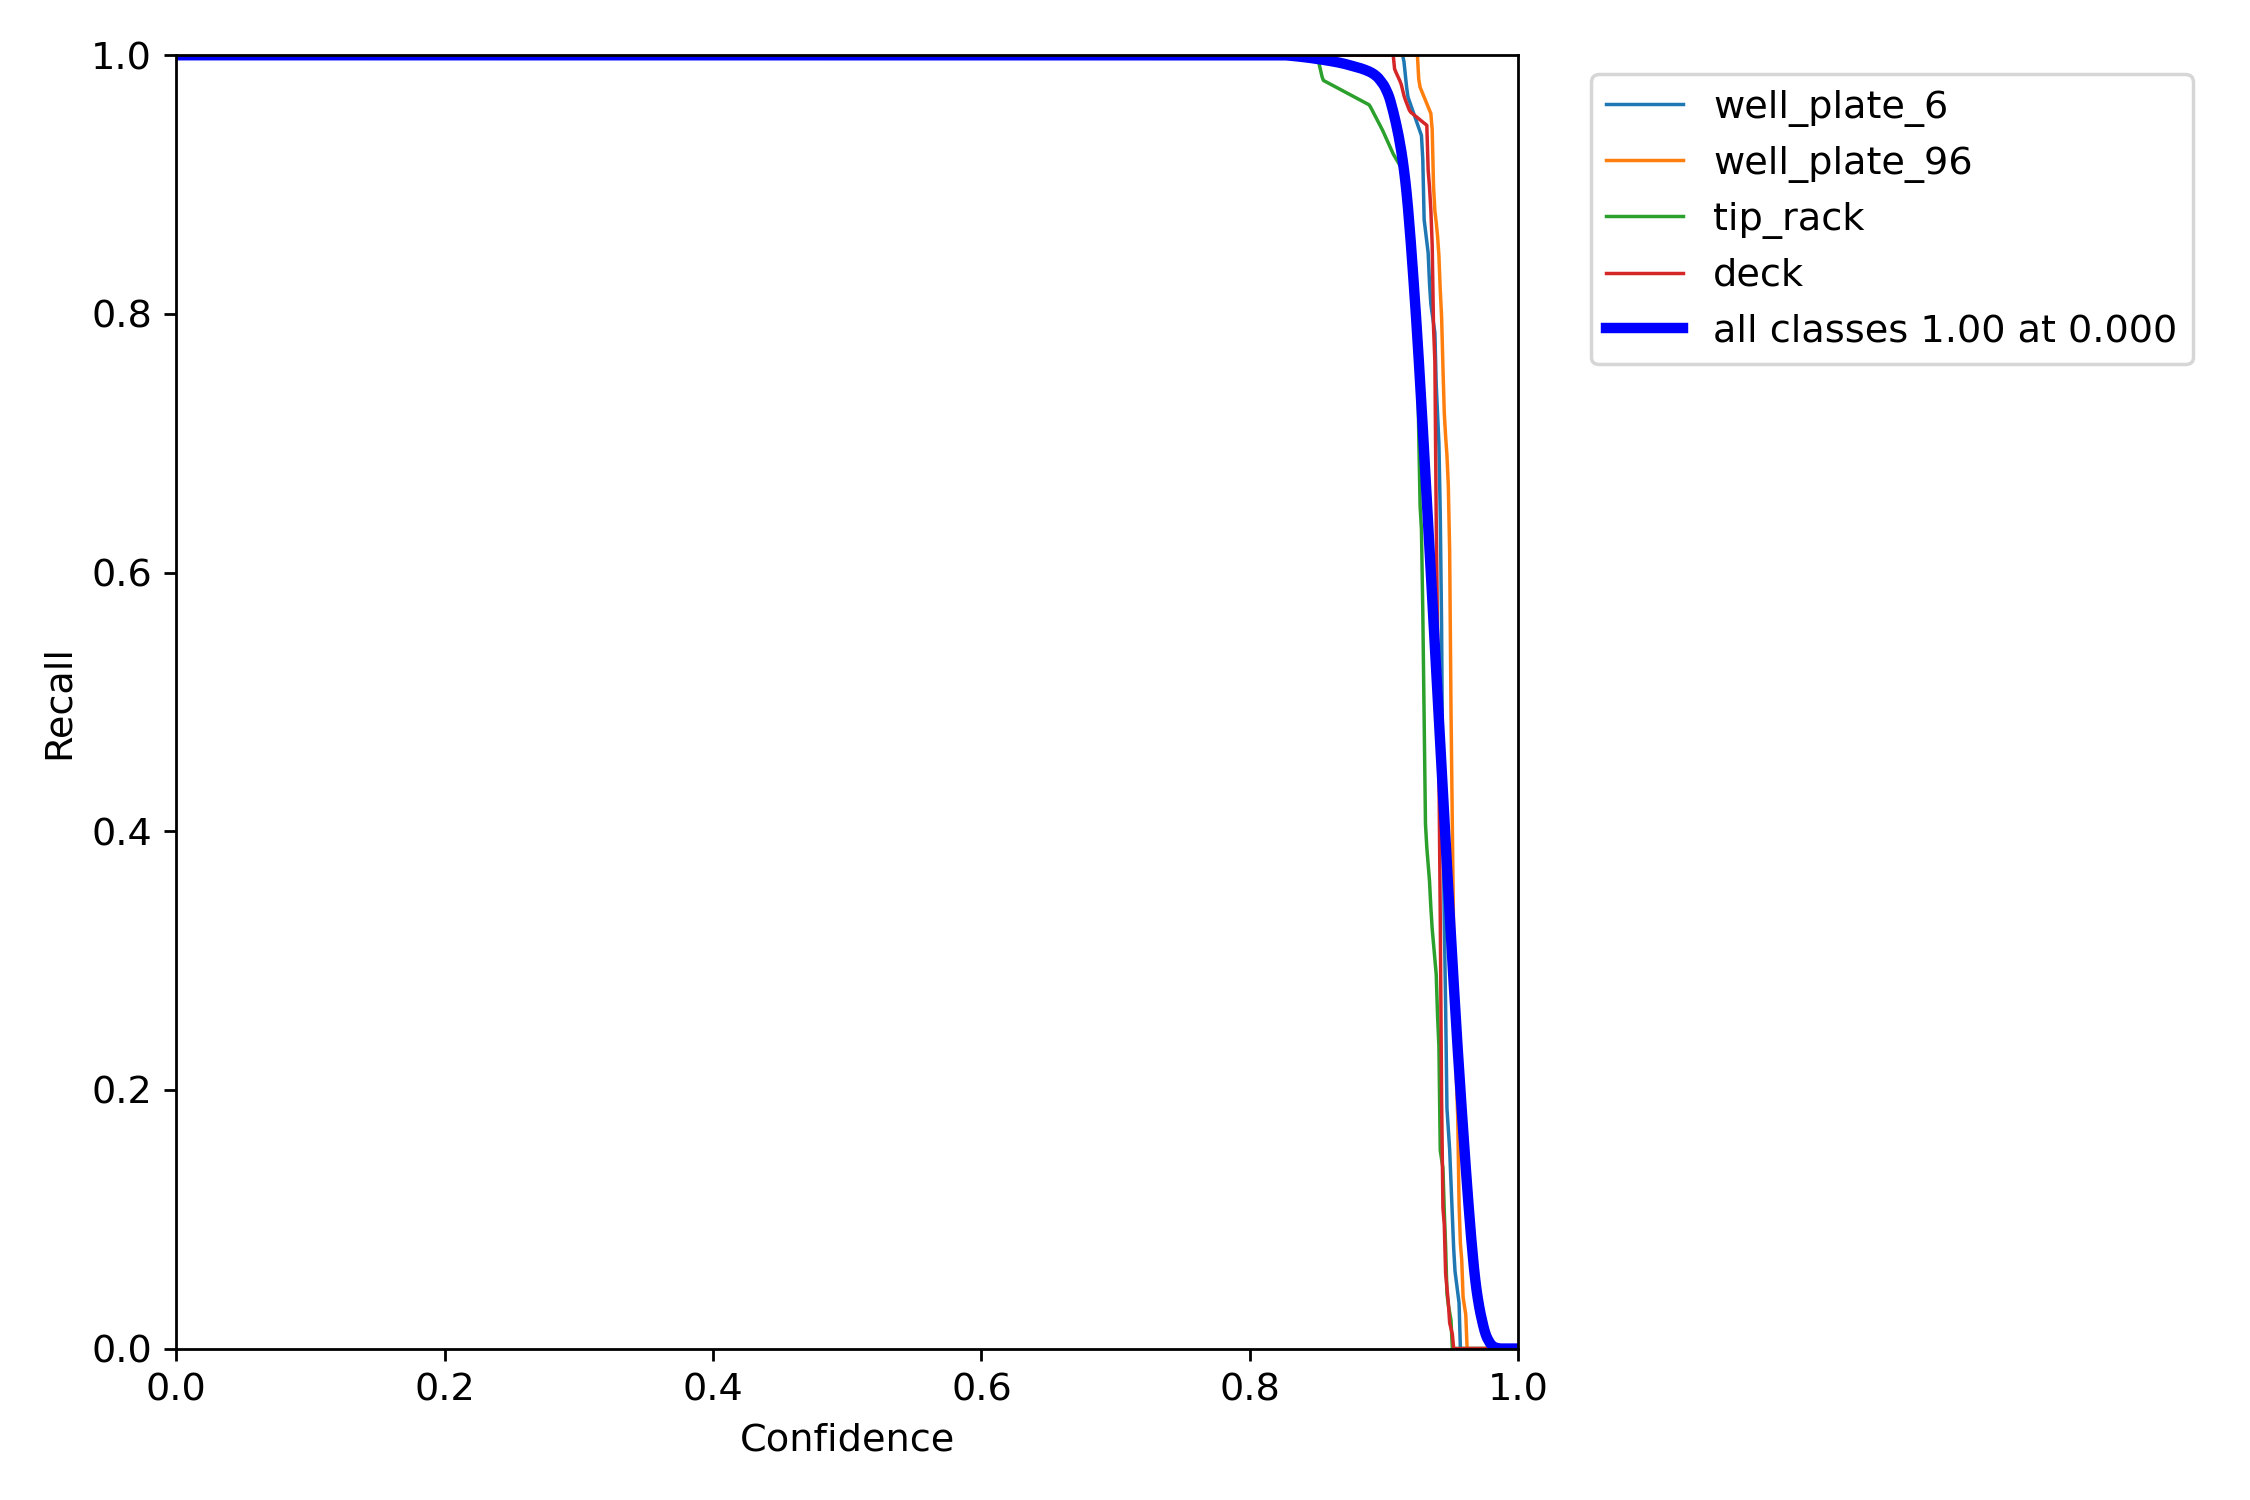 1.0
0.8
0.6
0.4
0.2
0.0
Recall
0.0 0.2 0.4 0.6 0.8 1.0
Confidence
well_plate_6
well_plate_96
tip_rack
deck
all classes 1.00 at 0.000